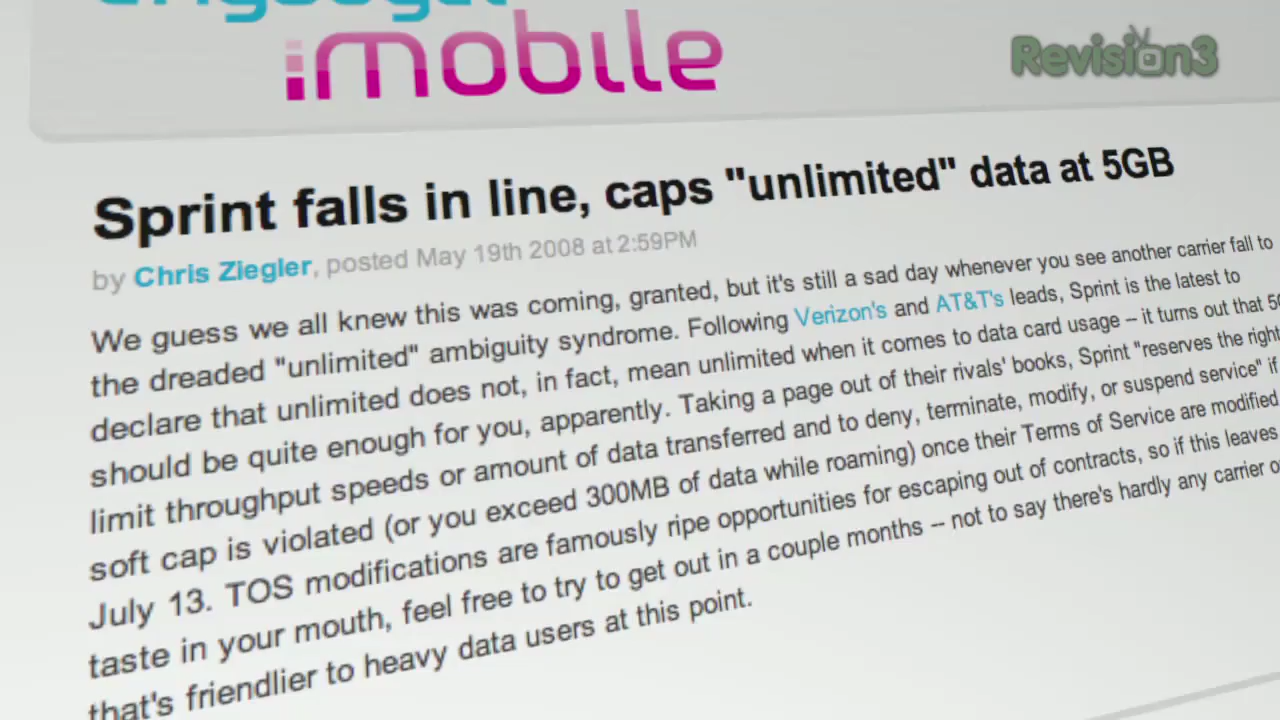 mobile
Revision3
Sprint falls in line, caps "unlimited" data at 5GB
by Chris Ziegler, posted May 19th 2008 at 2:59PM
We guess we all knew this was coming, granted, but it's still a sad day whenever you see another carrier fall to
the dreaded "unlimited" ambiguity syndrome. Following Verizon's and AT&T's leads, Sprint is the latest to
declare that unlimited does not, in fact, mean unlimited when it comes to data card usage -- it turns out that
should be quite enough for you, apparently. Taking a page out of their rivals' books, Sprint "reserves the right
limit throughput speeds or amount of data transferred and to deny, terminate, modify, or suspend service" if
soft cap is violated (or you exceed 300MB of data while roaming) once their Terms of Service are modified
July 13. TOS modifications are famously ripe opportunities for escaping out of contracts, so if this leaves
taste in your mouth, feel free to try to get out in a couple months -- not to say there's hardly any carrier
that's friendlier to heavy data users at this point.